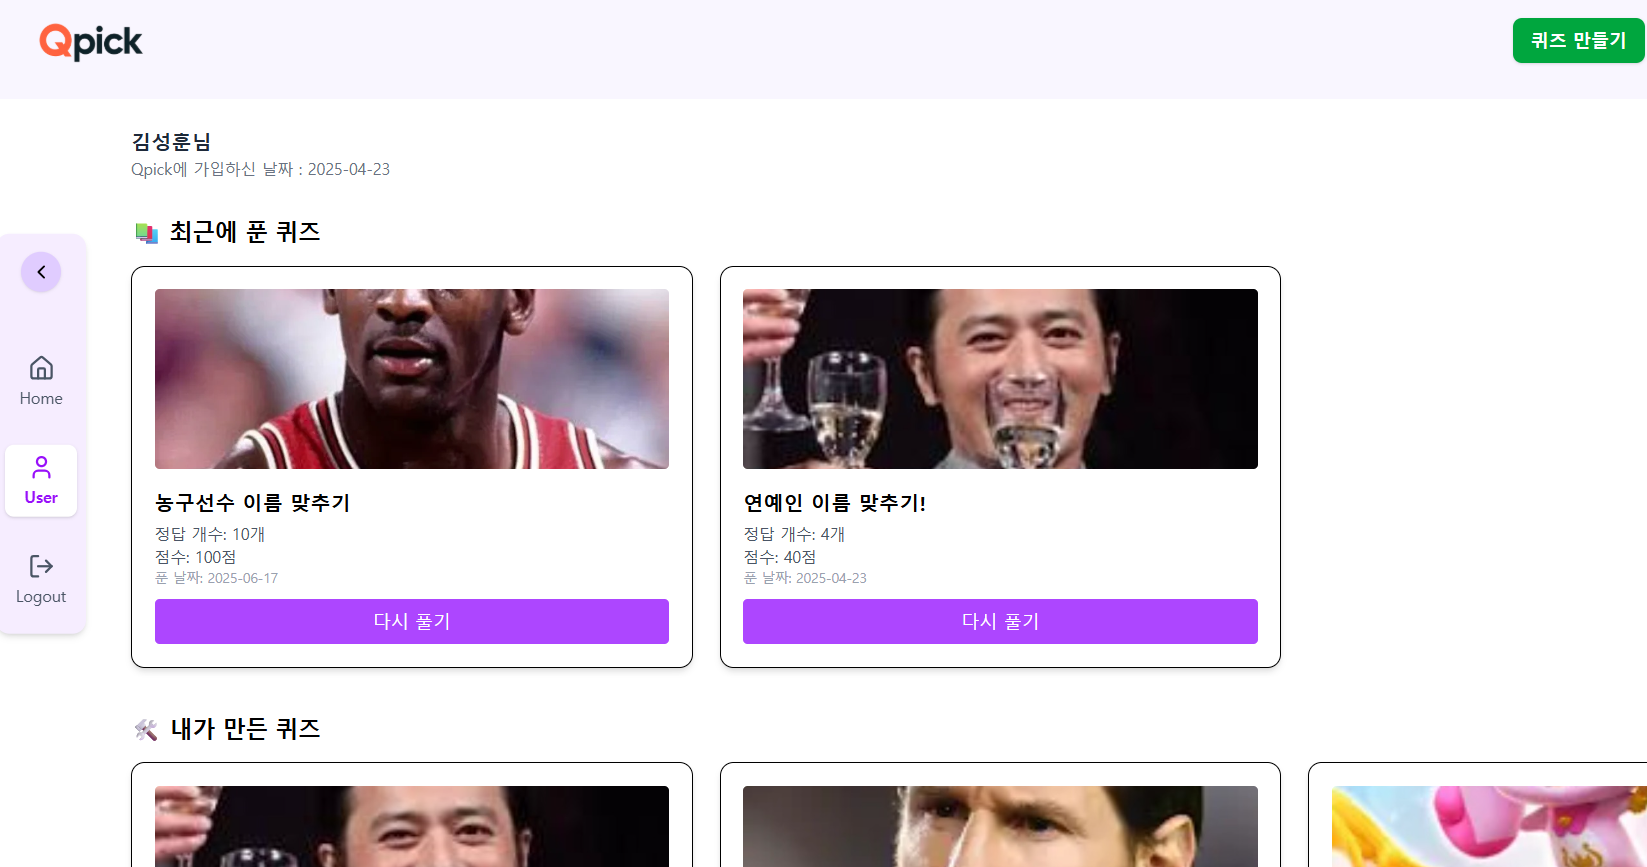 Qpick
퀴즈 만들기
김성훈님
Qpick에 가입하신 날짜 : 2025-04-23
최근에 푼 퀴즈
Home
User
Logout
농구선수 이름 맞추기
정답 개수: 10개
점수: 100점
푼 날짜: 2025-06-17
다시 풀기
연예인 이름 맞추기!
정답 개수: 4개
점수: 40점
푼 날짜: 2025-04-23
다시 풀기
내가 만든 퀴즈